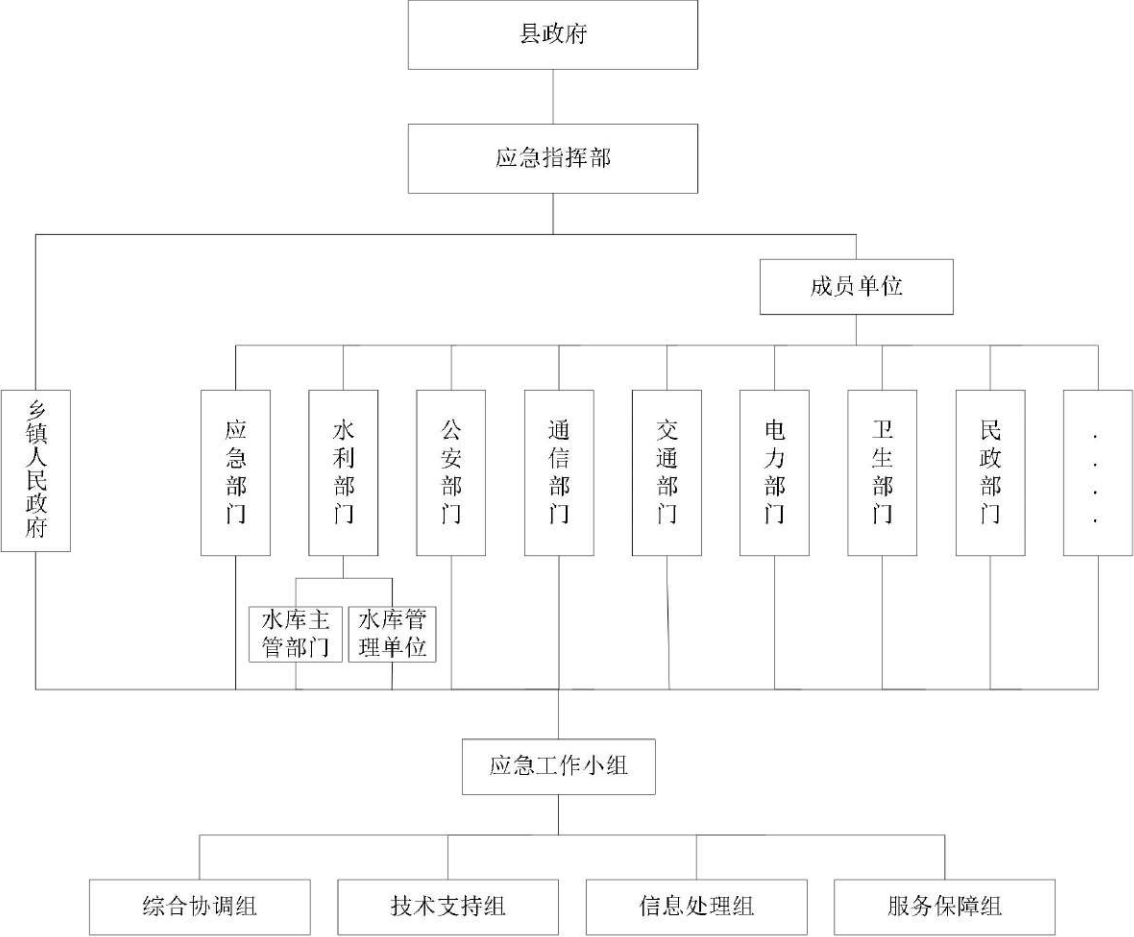 县政府
应急指挥部
成员单位
乡镇人民政府
应急部门
水利部门
公安部门
通信部门
交通部门
电力部门
卫生部门
民政部门
....
水库主
管部门
水库管
理单位
应急工作小组
综合协调组
技术支持组
信息处理组
服务保障组